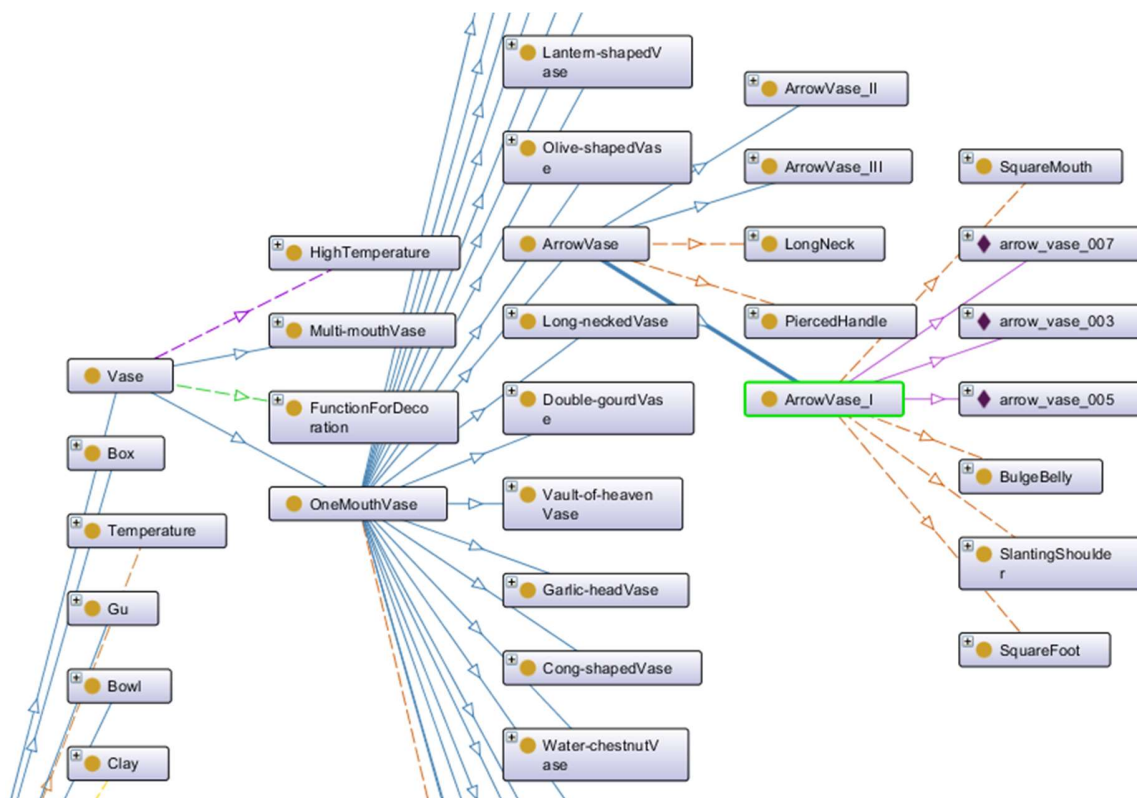 Lantern-shapedV
ase
ArrowVase_II
Olive-shapedVas
e
ArrowVase_III
SquareMouth
HighTemperature
ArrowVase
LongNeck
arrow_vase_007
Multi-mouthVase
Long-neckedVase
PiercedHandle
arrow_vase_003
Vase
FunctionForDeco
ration
Double-gourdVas
e
ArrowVase_I
arrow_vase_005
Box
OneMouthVase
Vault-of-heaven
Vase
BulgeBelly
Temperature
Garlic-headVase
SlantingShoulde
r
Gu
Cong-shapedVase
SquareFoot
Bowl
Water-chestnutV
ase
Clay